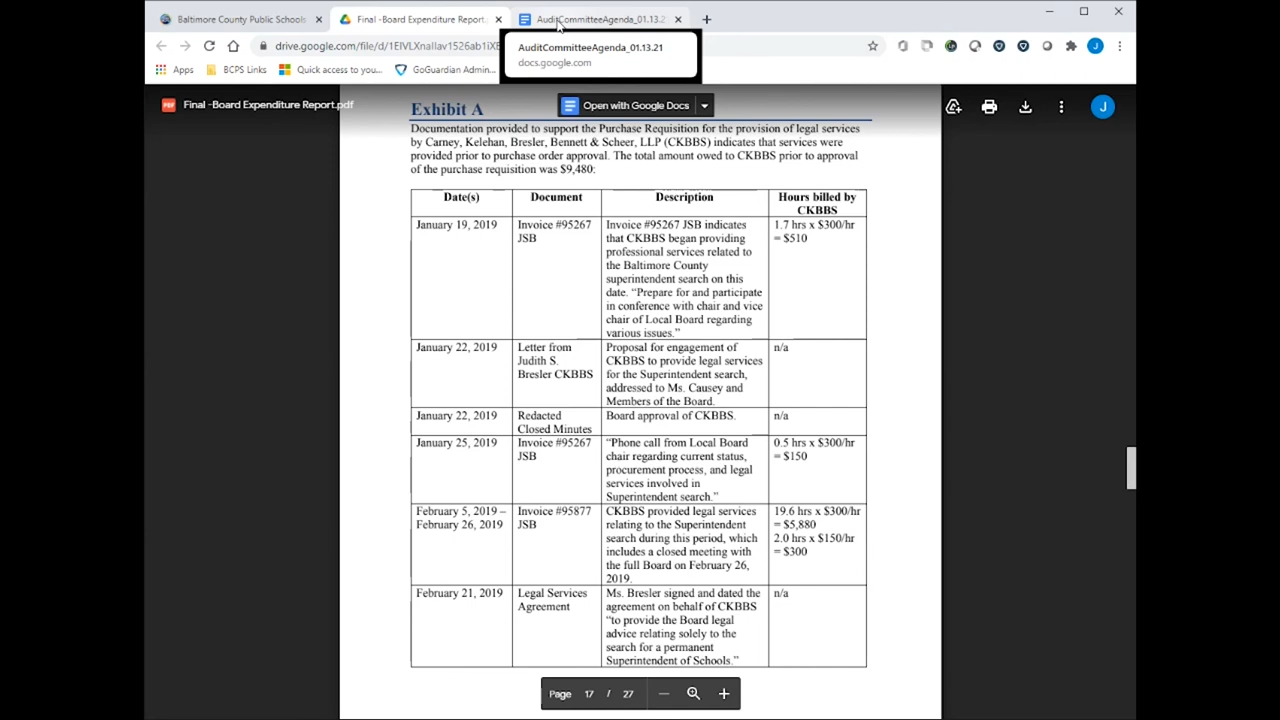 Baltimore County Public Schools
Final -Board Expenditure Report.
AuditCommitteeAgenda_01.13.2
drive.google.com/file/d/1EIVLXnaIIav1526ab1iXE
AuditCommitteeAgenda_01.13.21
docs.google.com
Apps
BCPS Links
Quick access to you...
GoGuardian Admin...
Final -Board Expenditure Report.pdf
Open with Google Docs
J
J
Exhibit A
Documentation provided to support the Purchase Requisition for the provision of legal services
by Carney, Kelehan, Bresler, Bennett & Scheer, LLP (CKBBS) indicates that services were
provided prior to purchase order approval. The total amount owed to CKBBS prior to approval
of the purchase requisition was $9,480:
Date(s)
Document
Description
Hours billed by
CKBBS
January 19, 2019
Invoice #95267
JSB
Invoice #95267 JSB indicates
that CKBBS began providing
professional services related to
the Baltimore County
superintendent search on this
date. “Prepare for and participate
in conference with chair and vice
chair of Local Board regarding
various issues.”
1.7 hrs x $300/hr
= $510
January 22, 2019
Letter from
Judith S.
Bresler CKBBS
Proposal for engagement of
CKBBS to provide legal services
for the Superintendent search,
addressed to Ms. Causey and
Members of the Board.
n/a
January 22, 2019
Redacted
Closed Minutes
Board approval of CKBBS.
n/a
January 25, 2019
Invoice #95267
JSB
“Phone call from Local Board
chair regarding current status,
procurement process, and legal
services involved in
Superintendent search.”
0.5 hrs x $300/hr
= $150
February 5, 2019 –
February 26, 2019
Invoice #95877
JSB
CKBBS provided legal services
relating to the Superintendent
search during this period, which
includes a closed meeting with
the full Board on February 26,
2019.
19.6 hrs x $300/hr
= $5,880
2.0 hrs x $150/hr
= $300
February 21, 2019
Legal Services
Agreement
Ms. Bresler signed and dated the
agreement on behalf of CKBBS
“to provide the Board legal
advice relating solely to the
search for a permanent
Superintendent of Schools.”
n/a
Page 17 / 27